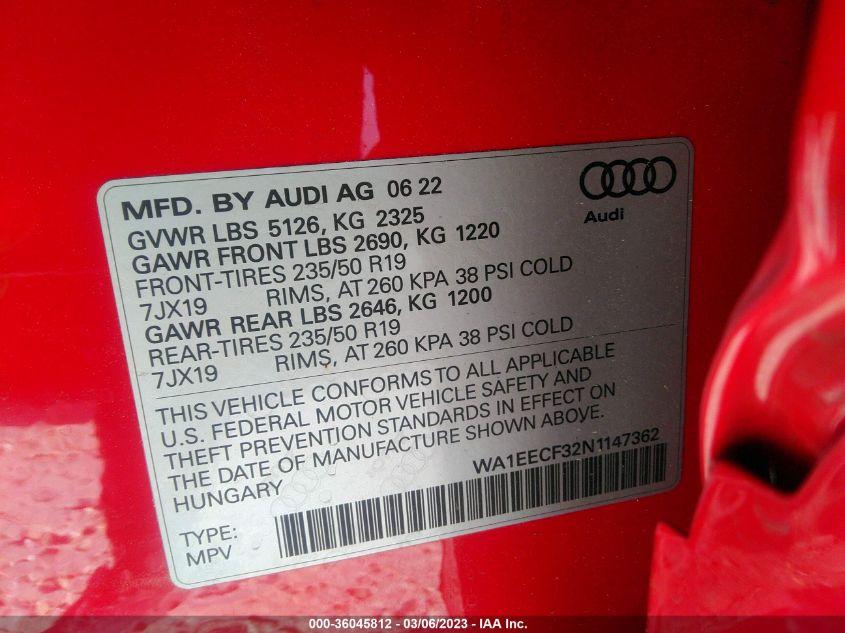 MFD. BY AUDI AG 06 22
Audi
GVWR LBS 5126, KG 2325
GAWR FRONT LBS 2690, KG 1220
FRONT-TIRES 235/50 R19
7JX19 RIMS, AT 260 KPA 38 PSI COLD
GAWR REAR LBS 2646, KG 1200
REAR-TIRES 235/50 R19
7JX19 RIMS, AT 260 KPA 38 PSI COLD
THIS VEHICLE CONFORMS TO ALL APPLICABLE
U.S. FEDERAL MOTOR VEHICLE SAFETY AND
THEFT PREVENTION STANDARDS IN EFFECT ON
THE DATE OF MANUFACTURE SHOWN ABOVE.
HUNGARY WA1EECF32N1147362
TYPE:
MPV
000-36045812 - 03/06/2023 - IAA Inc.